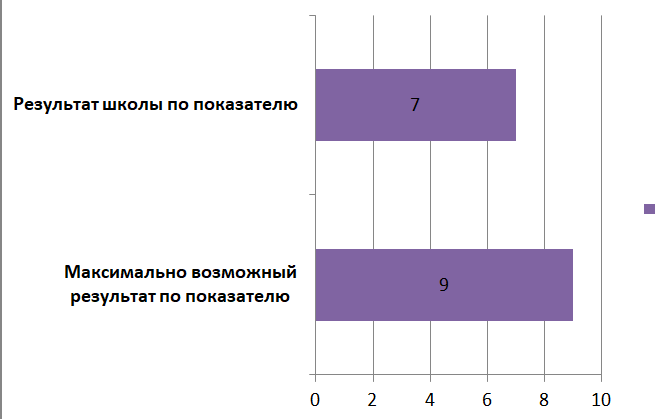 Результат школы по показателю
7
Максимально возможный
результат по показателю
9
0 2 4 6 8 10